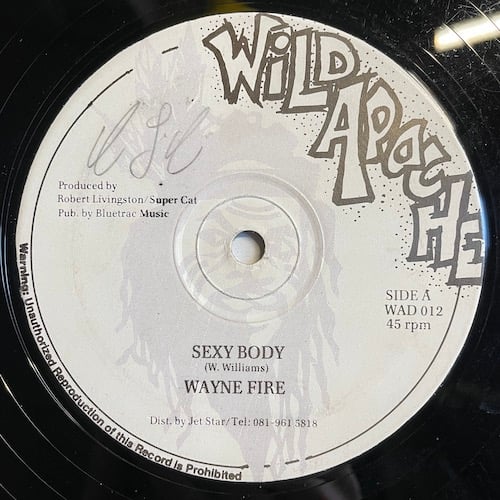 WiLD APACHE
Produced by
Robert Livingston/Super Cat
Pub. by Bluetrac Music
SIDE A
WAD 012
45 rpm
SEXY BODY
(W. Williams)
WAYNE FIRE
Dist. by Jet Star/Tel: 081-961 5818
Warning: Unauthorized Reproduction of this Record is Prohibited